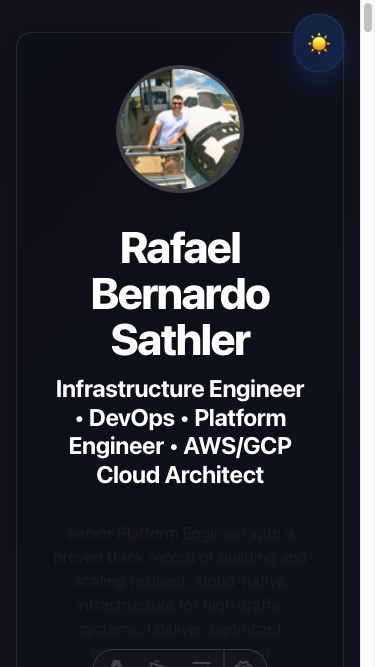 Rafael
Bernardo
Sathler
Infrastructure Engineer
• DevOps • Platform
Engineer • AWS/GCP
Cloud Architect
Senior Platform Engineer with a
proven track record of building and
scaling resilient, cloud-native
infrastructure for high-traffic
systems. I deliver significant